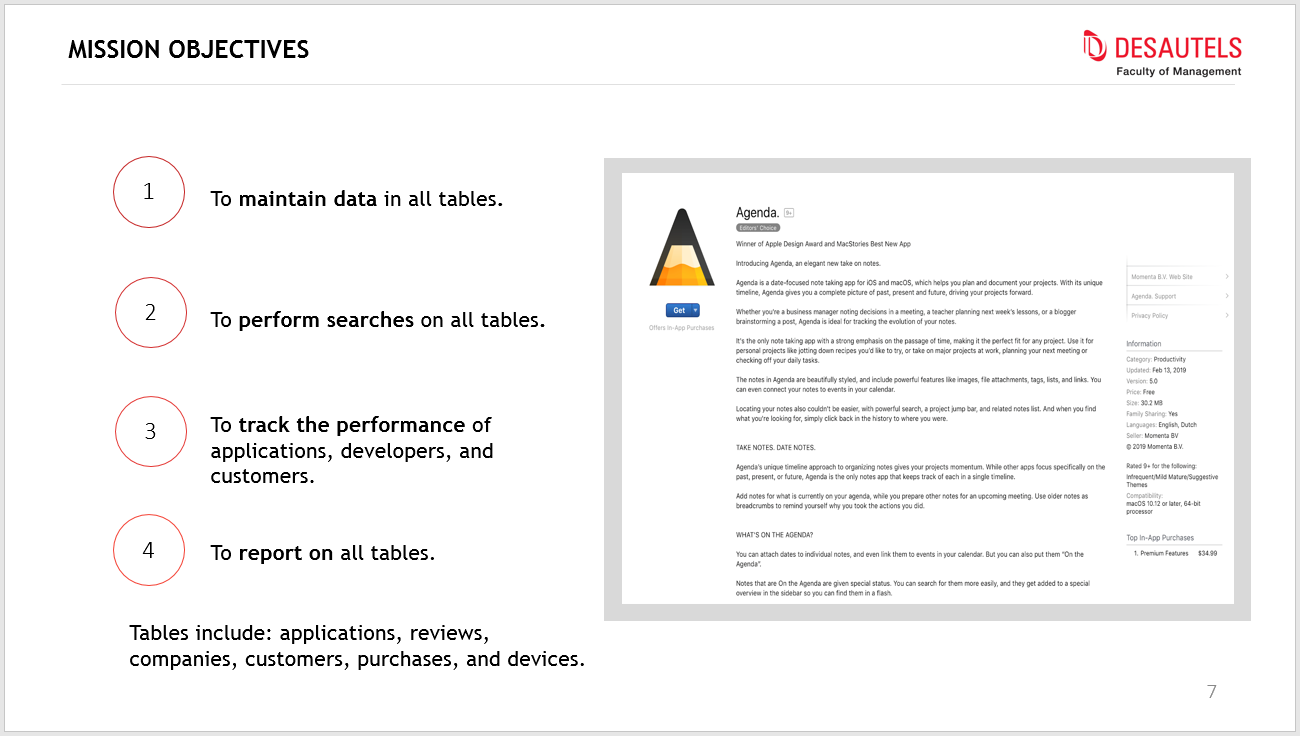 MISSION OBJECTIVES
DESAUTELS
Faculty of Management
1
To maintain data in all tables.
2
To perform searches on all tables.
3
To track the performance of
applications, developers, and
customers.
4
To report on all tables.
Tables include: applications, reviews,
companies, customers, purchases, and devices.
Agenda. 9+
Editors' Choice
Get
Offers In-App Purchases
Winner of Apple Design Award and MacStories Best New App
Introducing Agenda, an elegant new take on notes.
Agenda is a date-focused note taking app for iOS and macOS, which helps you plan and document your projects. With its unique
timeline, Agenda gives you a complete picture of past, present and future, driving your projects forward.
Whether you're a business manager noting decisions in a meeting, a teacher planning next week's lessons, or a blogger
brainstorming a post, Agenda is ideal for tracking the evolution of your notes.
It's the only note taking app with a strong emphasis on the passage of time, making it the perfect fit for any project. Use it for
personal projects like jotting down recipes you'd like to try, or take on major projects at work, planning your next meeting or
checking off your daily tasks.
The notes in Agenda are beautifully styled, and include powerful features like images, file attachments, tags, lists, and links. You
can even connect your notes to events in your calendar.
Locating your notes also couldn't be easier, with powerful search, a project jump bar, and related notes list. And when you find
what you're looking for, simply click back in the history to where you were.
TAKE NOTES. DATE NOTES.
Agenda's unique timeline approach to organizing notes gives your projects momentum. While other apps focus specifically on the
past, present, or future, Agenda is the only notes app that keeps track of each in a single timeline.
Add notes for what is currently on your agenda, while you prepare other notes for an upcoming meeting. Use older notes as
breadcrumbs to remind yourself why you took the actions you did.
WHAT'S ON THE AGENDA?
You can attach dates to individual notes, and even link them to events in your calendar. But you can also put them "On the
Agenda".
Notes that are On the Agenda are given special status. You can search for them more easily, and they get added to a special
overview in the sidebar so you can find them in a flash.
Momenta B.V. Web Site
Agenda. Support
Privacy Policy
Information
Category: Productivity
Updated: Feb 13, 2019
Version: 5.0
Price: Free
Size: 30.2 MB
Family Sharing: Yes
Languages: English, Dutch
Seller: Momenta BV
© 2019 Momenta B.V.
Rated 9+ for the following:
Infrequent/Mild Mature/Suggestive
Themes
Compatibility:
macOS 10.12 or later, 64-bit
processor
Top In-App Purchases
1. Premium Features $34.99
7